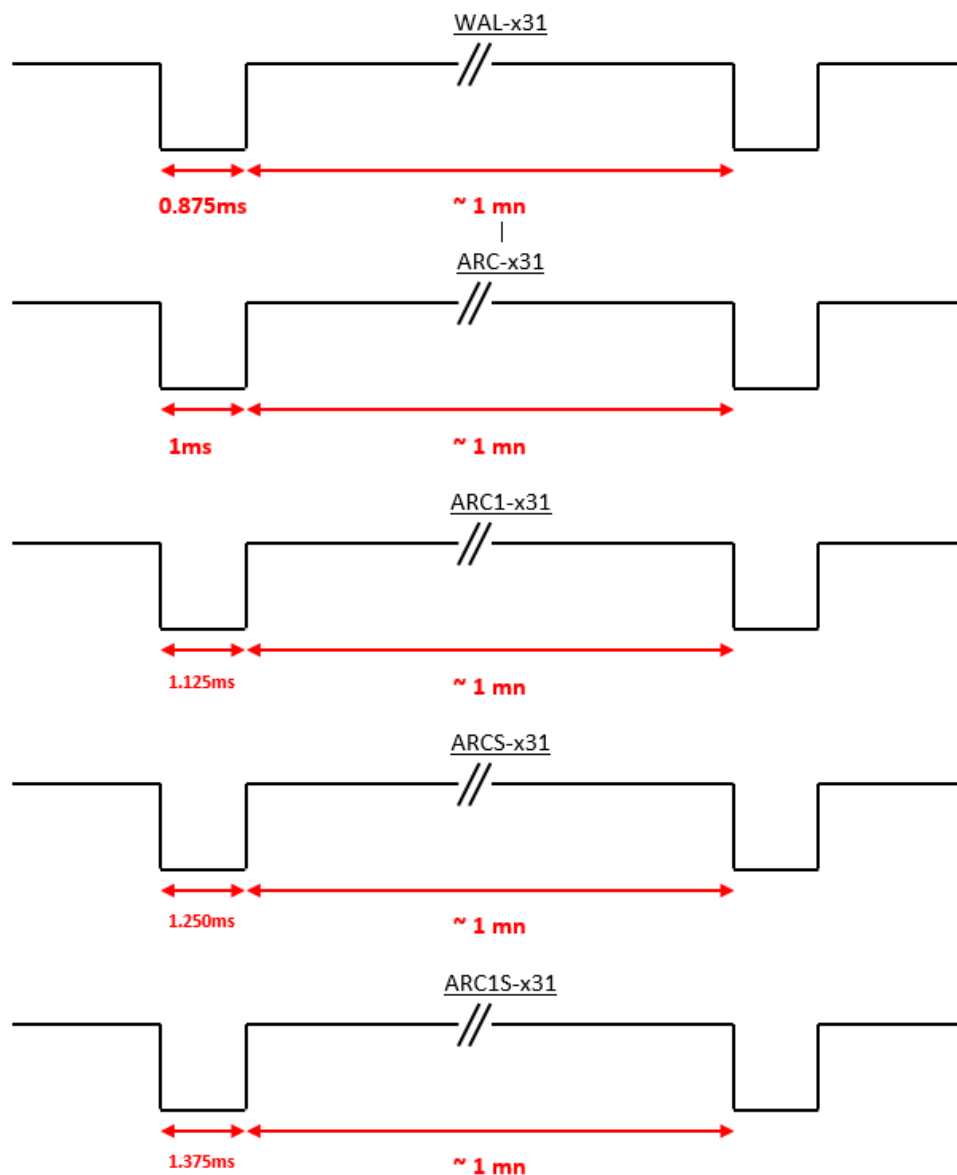 WAL-x31
0.875ms
~ 1 mn
ARC-x31
1ms
~ 1 mn
ARC1-x31
1.125ms
~ 1 mn
ARCS-x31
1.250ms
~ 1 mn
ARC1S-x31
1.375ms
~ 1 mn